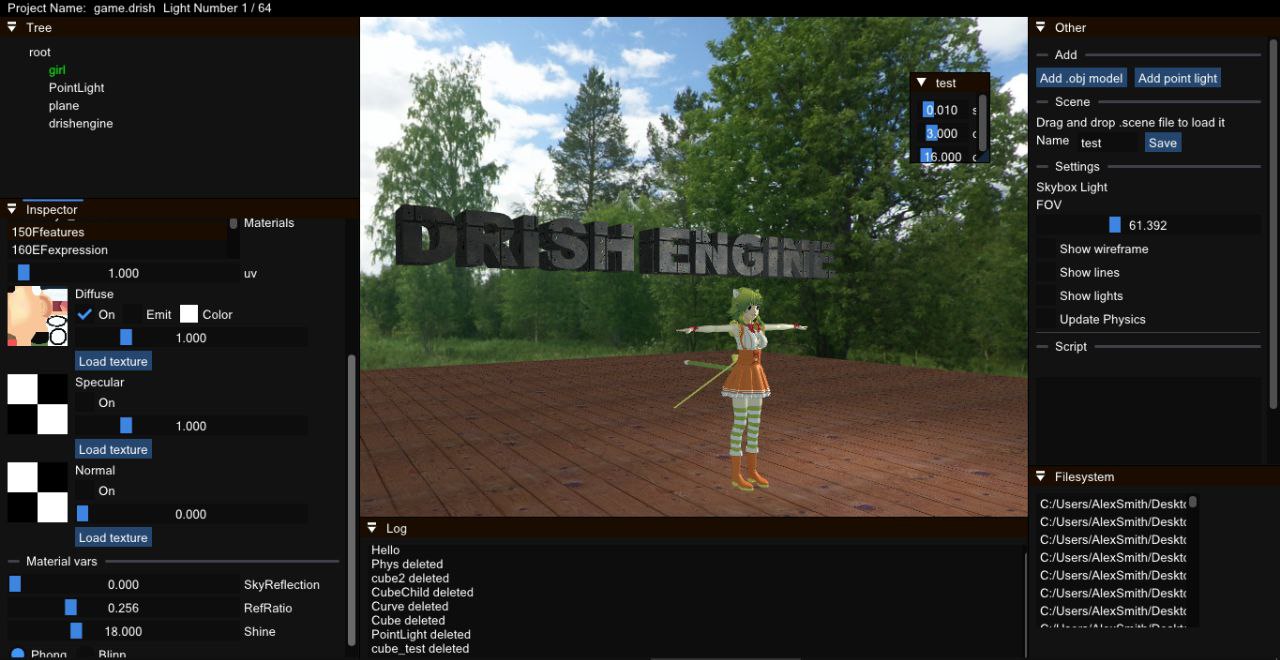 Project Name: game.drish Light Number 1 / 64
Tree
root
girl
PointLight
plane
drishengine
Inspector
Materials
150Ffeatures
160EFexpression
1.000 uv
Diffuse
On Emit Color
1.000
Load texture
Specular
On
1.000
Load texture
Normal
On
0.000
Load texture
Material vars
0.000 SkyReflection
0.256 RefRatio
18.000 Shine
Phong Blinn
DRISH ENGINE
test
0.010 s
3.000 c
16.000 c
Log
Hello
Phys deleted
cube2 deleted
CubeChild deleted
Curve deleted
Cube deleted
PointLight deleted
cube_test deleted
Other
Add
Add .obj model Add point light
Scene
Drag and drop .scene file to load it
Name test Save
Settings
Skybox Light
FOV
61.392
Show wireframe
Show lines
Show lights
Update Physics
Script
Filesystem
C:/Users/AlexSmith/Deskto
C:/Users/AlexSmith/Deskto
C:/Users/AlexSmith/Deskto
C:/Users/AlexSmith/Deskto
C:/Users/AlexSmith/Deskto
C:/Users/AlexSmith/Deskto
C:/Users/AlexSmith/Deskto
C:/Users/AlexSmith/Deskto